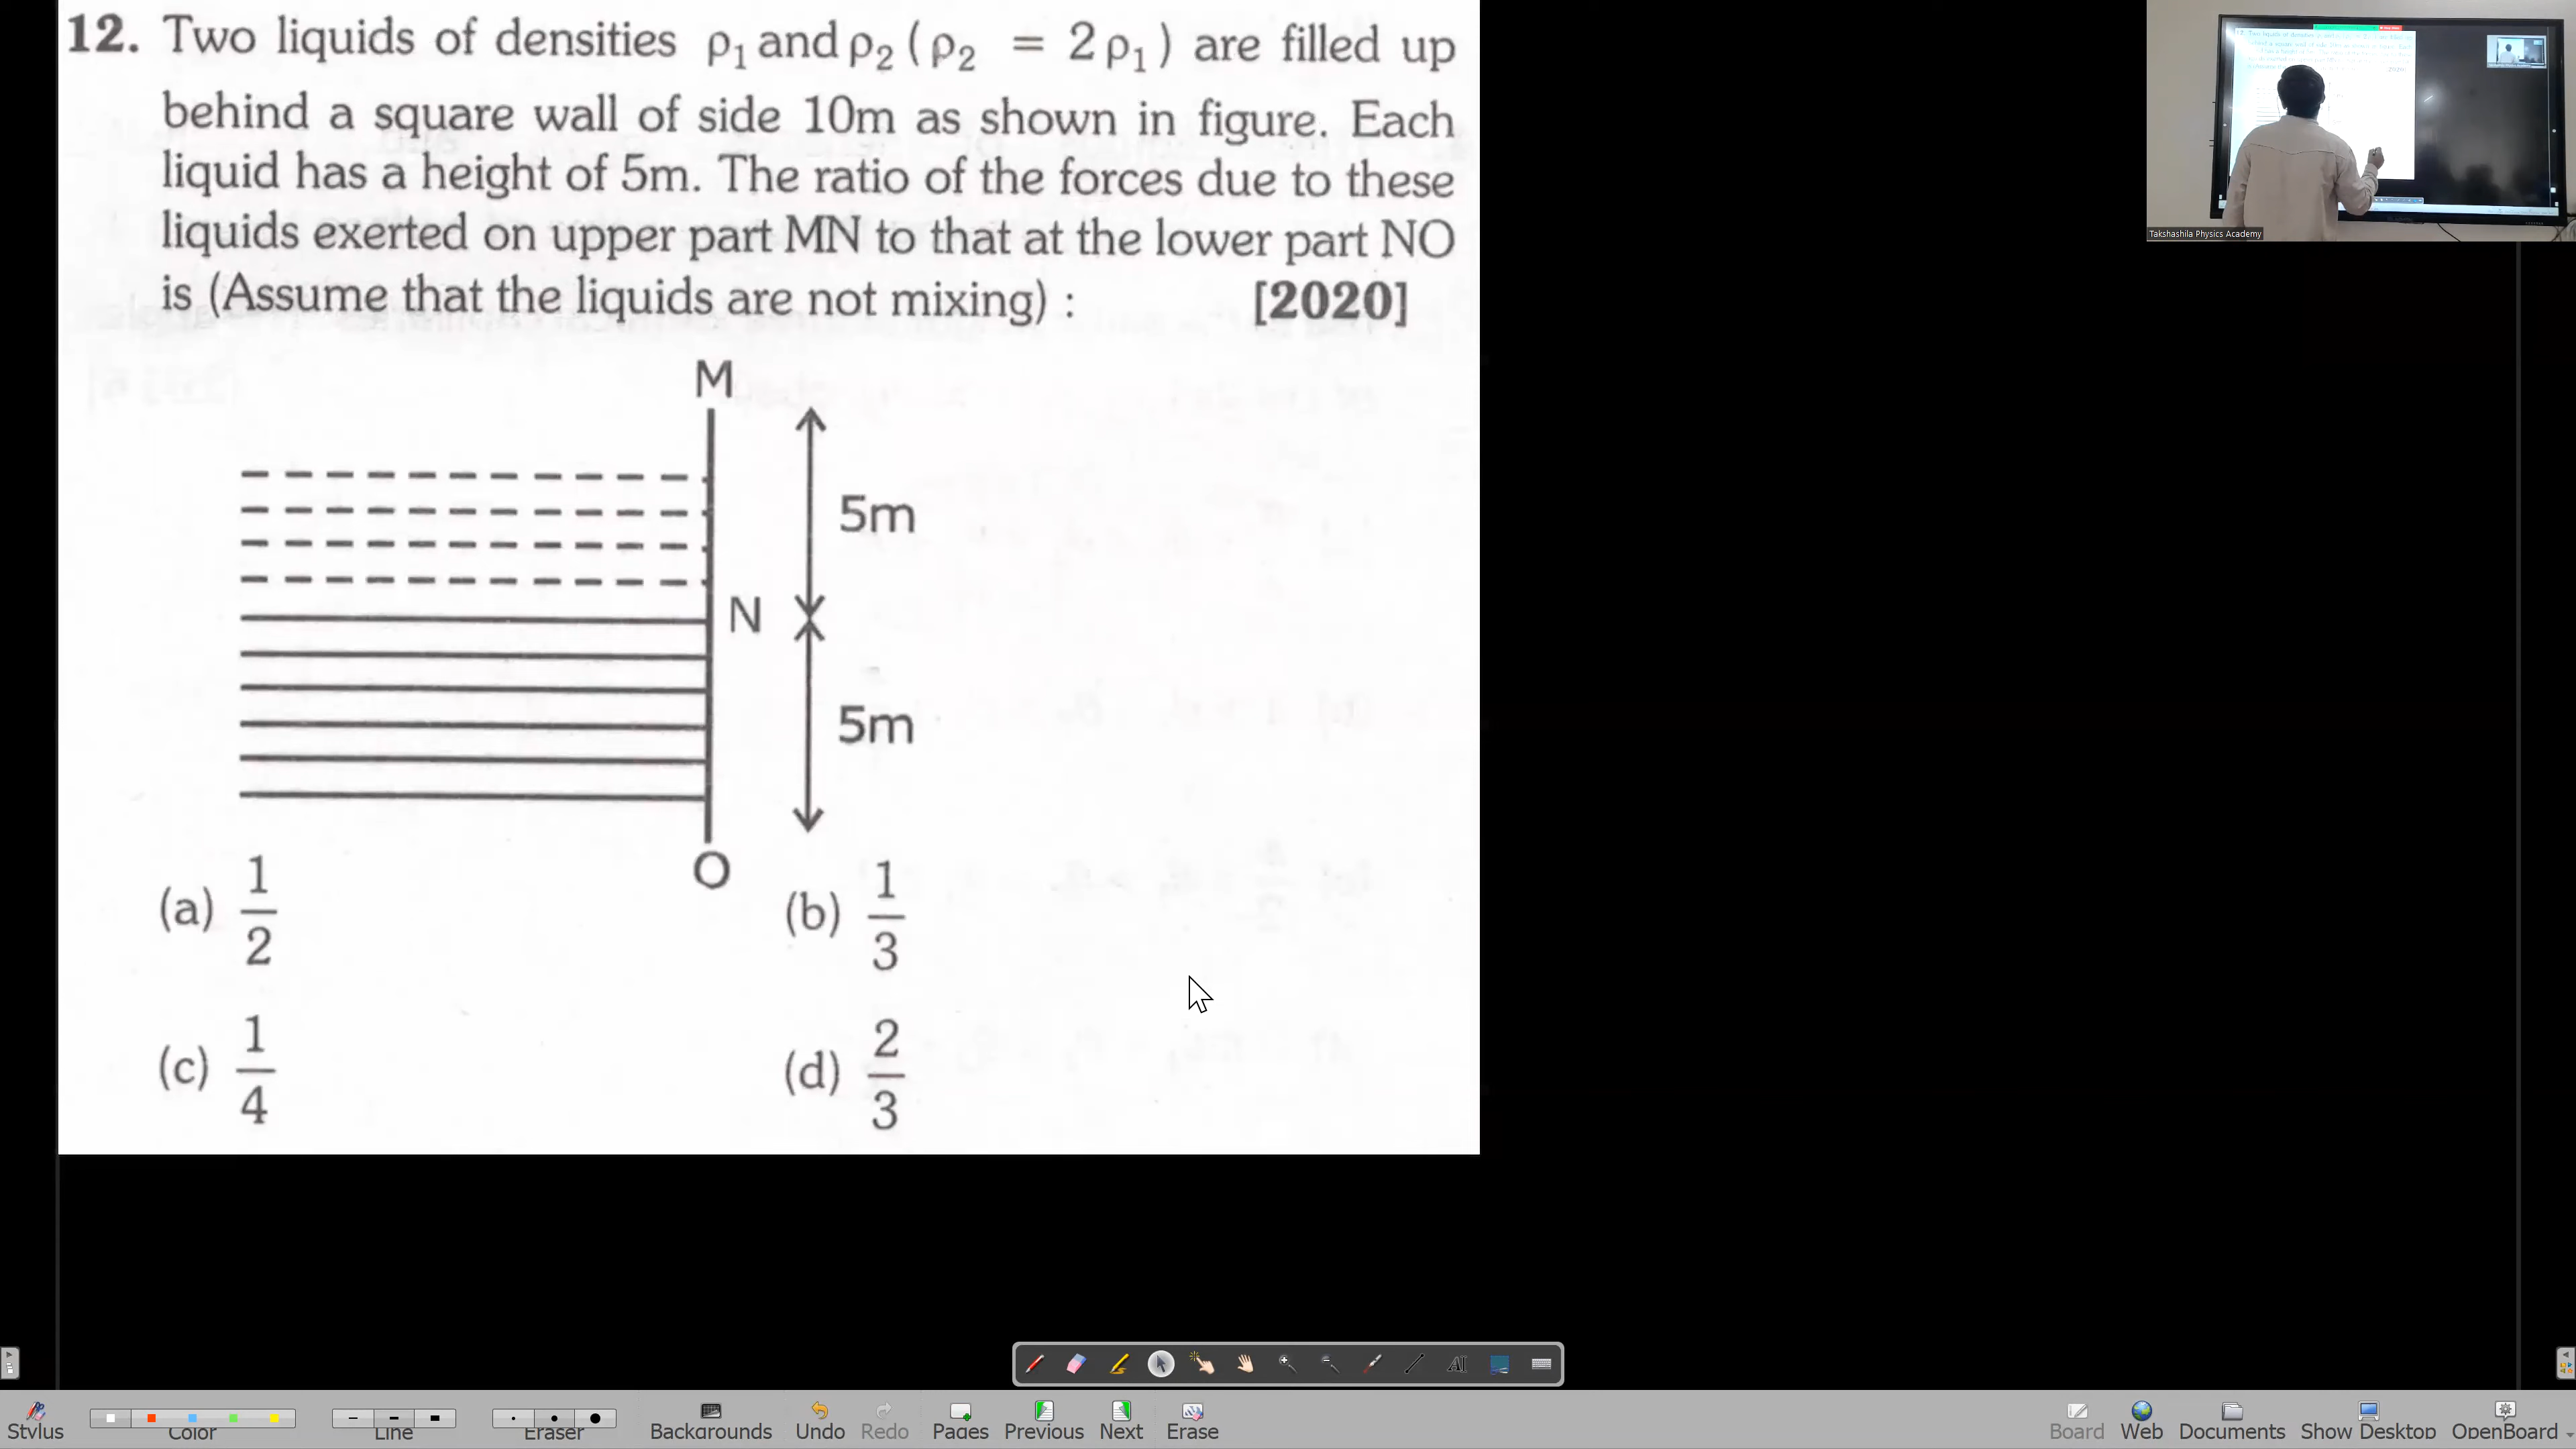 12. Two liquids of densities ρ₁ and ρ₂ (ρ₂ = 2 ρ₁) are filled up
behind a square wall of side 10m as shown in figure. Each
liquid has a height of 5m. The ratio of the forces due to these
liquids exerted on upper part MN to that at the lower part NO
is (Assume that the liquids are not mixing) : [2020]
M
5m
N
5m
O
(a) 1/2
(b) 1/3
(c) 1/4
(d) 2/3
Takshashila Physics Academy
Stylus Color Line Eraser Backgrounds Undo Redo Pages Previous Next Erase Board Web Documents Show Desktop OpenBoard